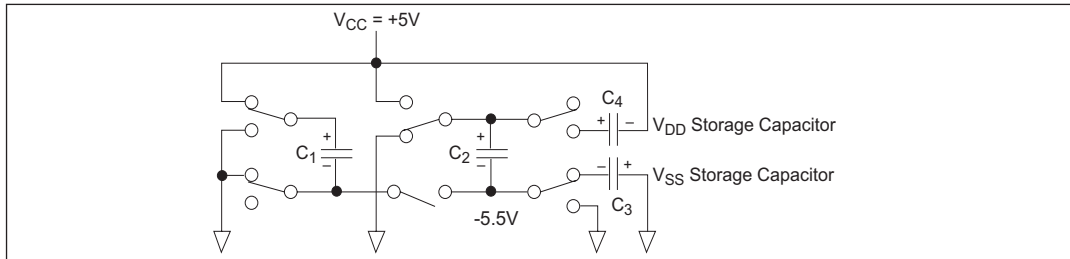 V_CC = +5V
C_4
+ –
V_DD Storage Capacitor
+
C_1
–
+
C_2
–
– +
V_SS Storage Capacitor
C_3
-5.5V